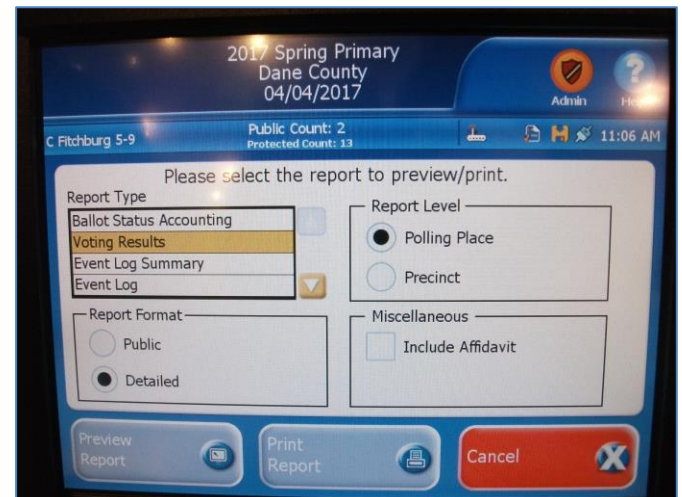 2017 Spring Primary
Dane County
04/04/2017
Admin
C Fitchburg 5-9
Public Count: 2
Protected Count: 13
11:06 AM
Please select the report to preview/print.
Report Type
Ballot Status Accounting
Voting Results
Event Log Summary
Event Log
Report Level
Polling Place
Precinct
Report Format
Public
Detailed
Miscellaneous
Include Affidavit
Preview
Report
Print
Report
Cancel